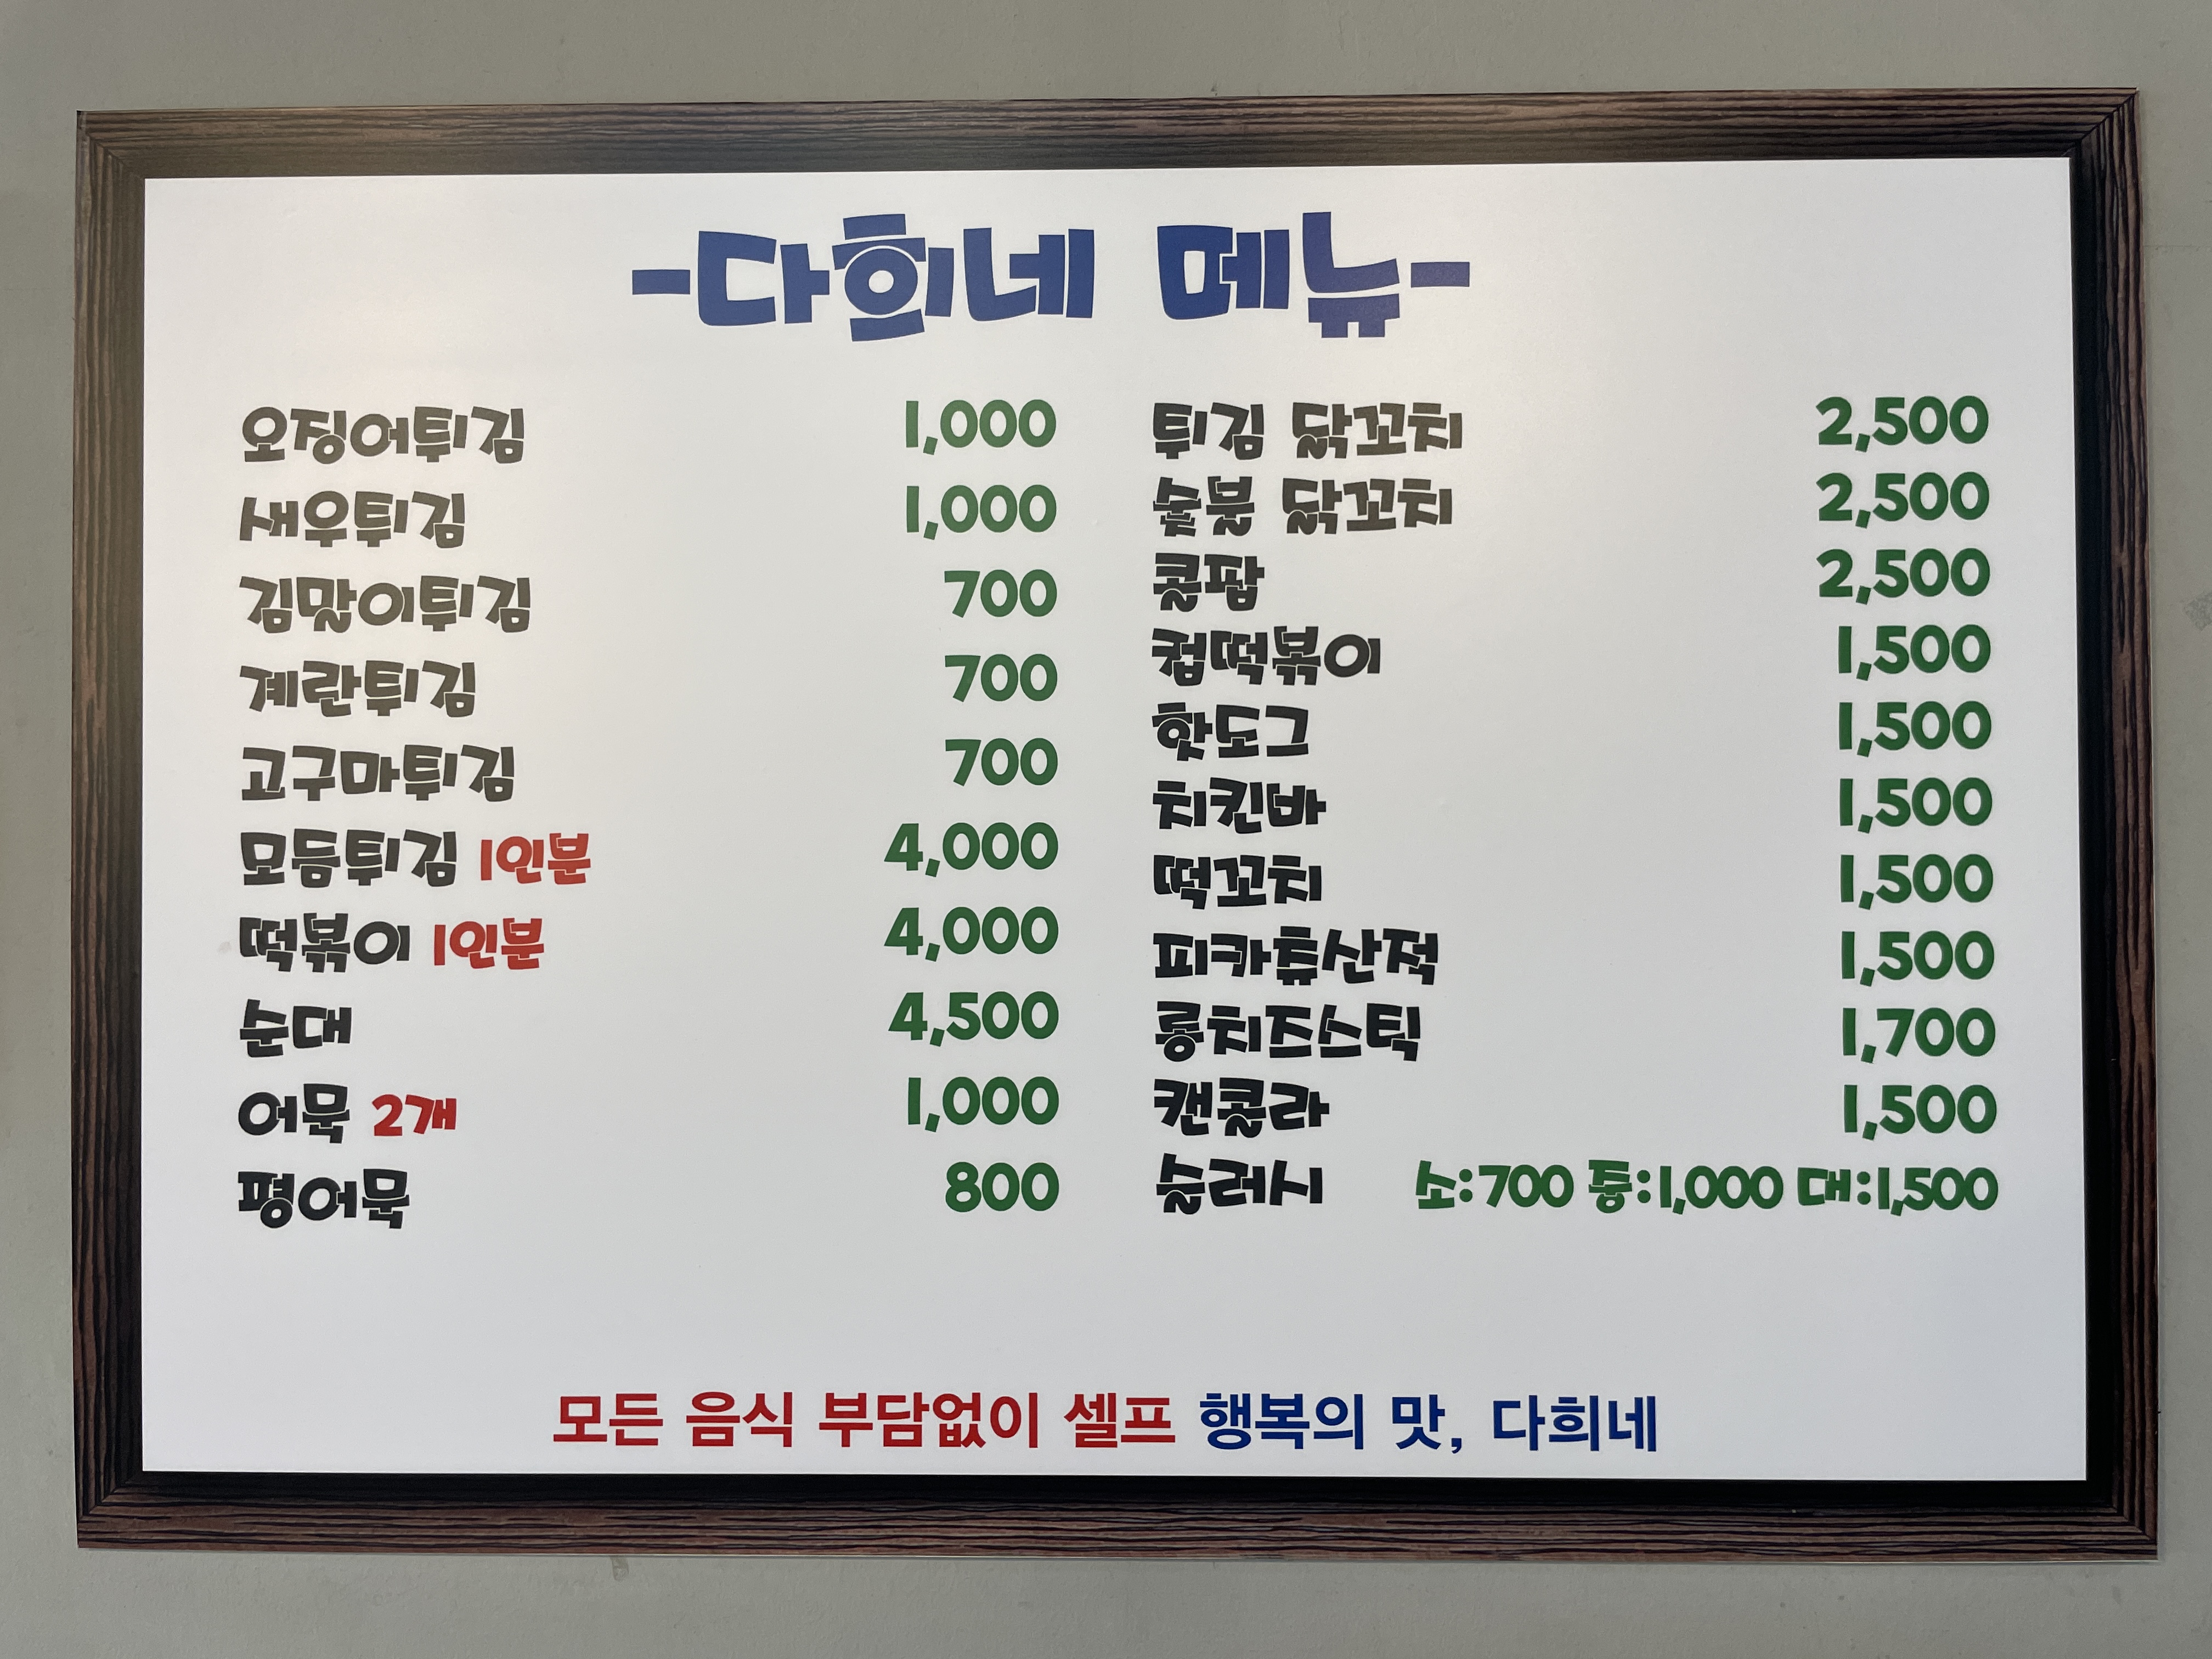 -다희네 메뉴-
오징어튀김 1,000
새우튀김 1,000
김말이튀김 700
계란튀김 700
고구마튀김 700
모듬튀김 1인분 4,000
떡볶이 1인분 4,000
순대 4,500
어묵 2개 1,000
평어묵 800
튀김 닭꼬치 2,500
숯불 닭꼬치 2,500
콜팝 2,500
컵떡볶이 1,500
핫도그 1,500
치킨바 1,500
떡꼬치 1,500
피카츄산적 1,500
롱치즈스틱 1,700
캔콜라 1,500
슬러시 소:700 중:1,000 대:1,500
모든 음식 부담없이 셀프 행복의 맛, 다희네